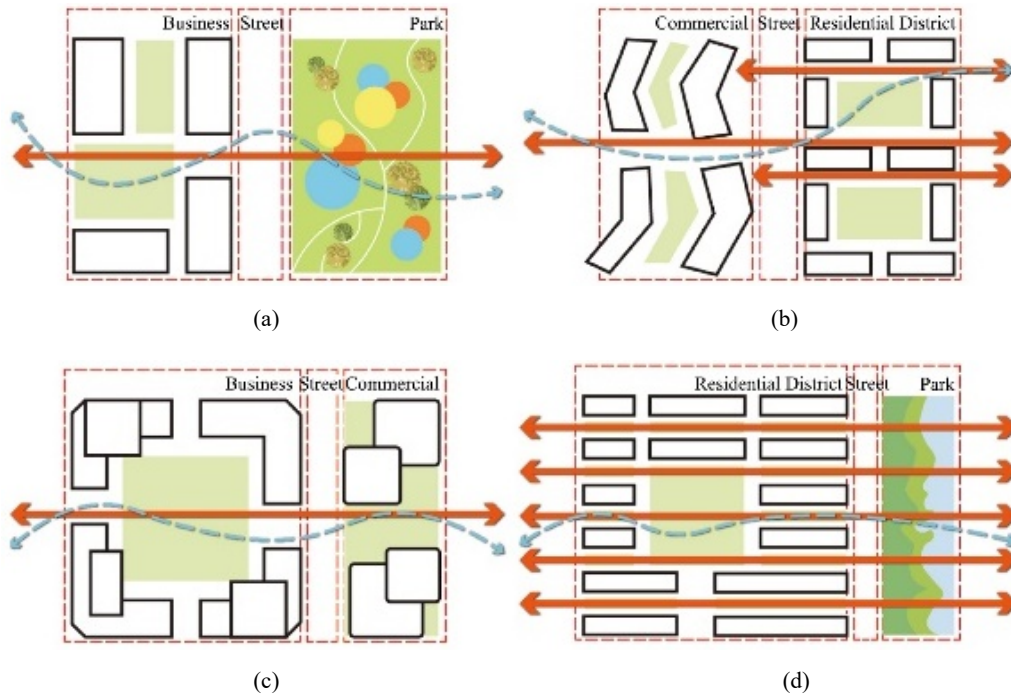 Business Street Park
Commercial Street Residential District
(a)
(b)
Business Street Commercial
Residential District Street Park
(c)
(d)